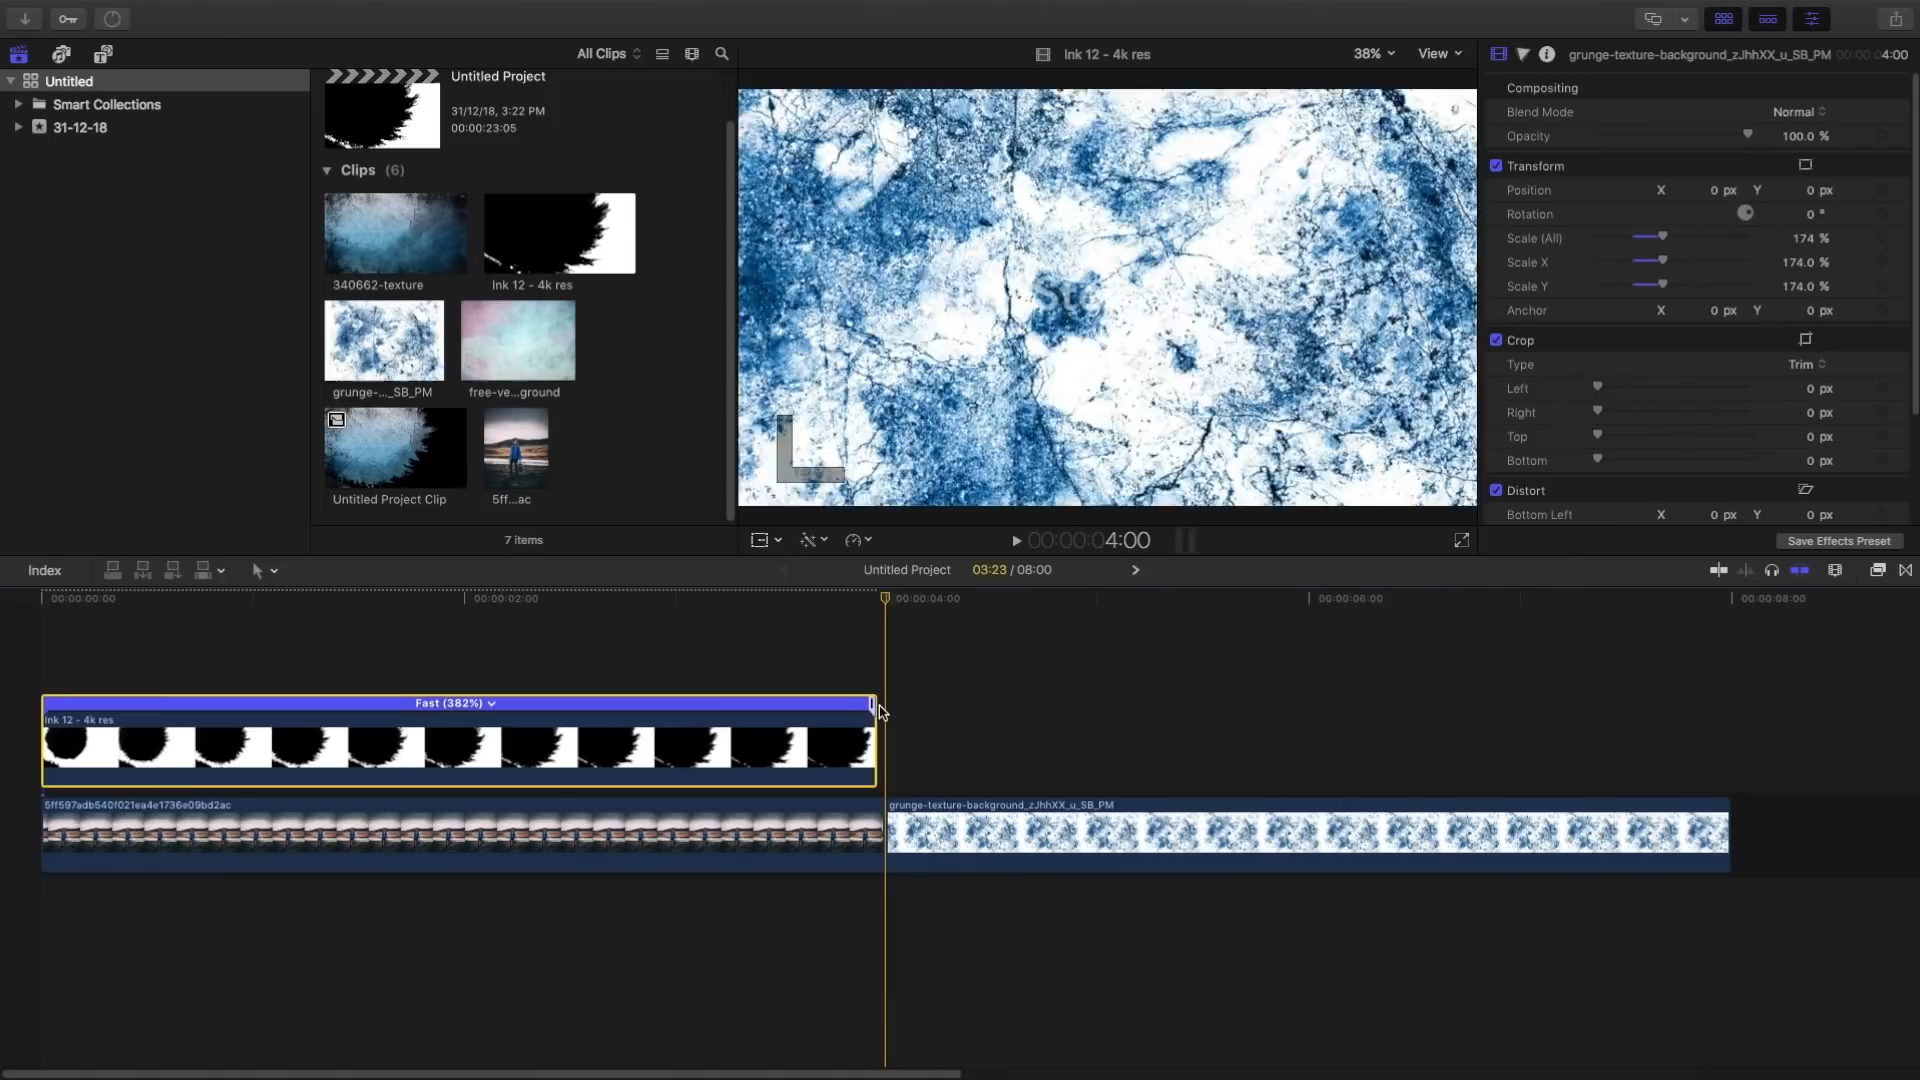 All Clips
Ink 12 - 4k res
38%
View
grunge-texture-background_zJhhXX_u_SB_PM
00:00:04:00
Untitled
Smart Collections
31-12-18
Untitled Project
31/12/18, 3:22 PM
00:00:23:05
Clips (6)
340662-texture
Ink 12 - 4k res
grunge-..._SB_PM
free-ve...ground
Untitled Project Clip
5ff...ac
7 items
00:00:04:00
Compositing
Blend Mode
Normal
Opacity
100.0 %
Transform
Position
X
0 px
Y
0 px
Rotation
0 °
Scale (All)
174 %
Scale X
174.0 %
Scale Y
174.0 %
Anchor
X
0 px
Y
0 px
Crop
Type
Trim
Left
0 px
Right
0 px
Top
0 px
Bottom
0 px
Distort
Bottom Left
X
0 px
Y
0 px
Save Effects Preset
Index
Untitled Project
03:23 / 08:00
00:00:00:00
00:00:02:00
00:00:04:00
00:00:06:00
00:00:08:00
Fast (382%)
Ink 12 - 4k res
5ff597adb540f021ea4e1736e09bd2ac
grunge-texture-background_zJhhXX_u_SB_PM